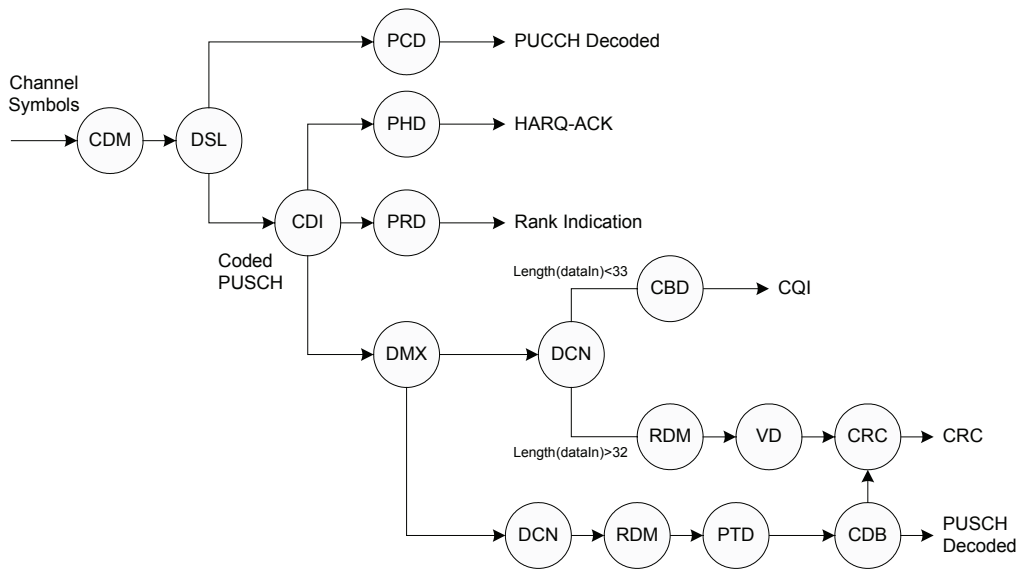 PCD
PUCCH Decoded
Channel
Symbols
CDM
DSL
PHD
HARQ-ACK
CDI
PRD
Rank Indication
Coded
PUSCH
Length(dataIn)<33
CBD
CQI
DMX
DCN
Length(dataIn)>32
RDM
VD
CRC
CRC
DCN
RDM
PTD
CDB
PUSCH
Decoded